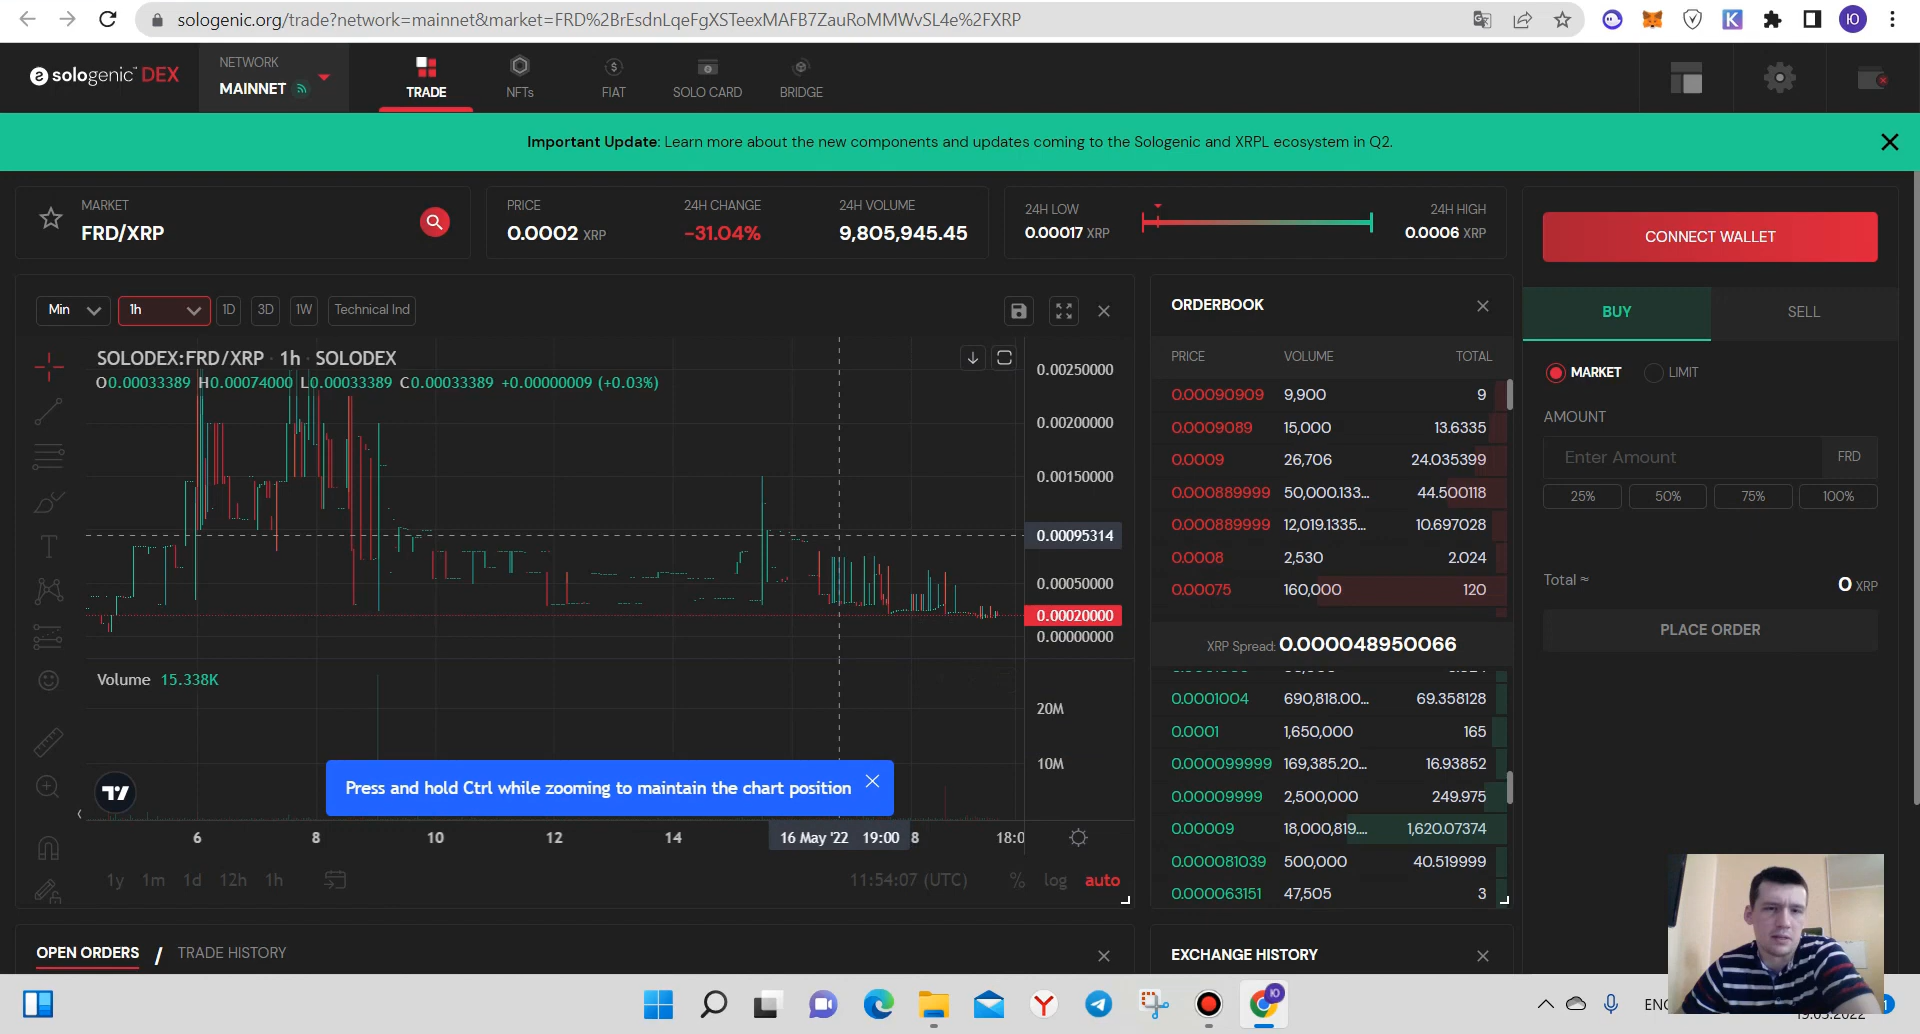 sologenic.org/trade?network=mainnet&market=FRD%2BrEsdnLqeFgXSTeexMAFB7ZauRoMMWvSL4e%2FXRP
K
Ю
sologenic™ DEX
NETWORK
MAINNET
TRADE
NFTs
FIAT
SOLO CARD
BRIDGE
Important Update: Learn more about the new components and updates coming to the Sologenic and XRPL ecosystem in Q2.
MARKET
FRD/XRP
PRICE
0.0002 XRP
24H CHANGE
-31.04%
24H VOLUME
9,805,945.45
24H LOW
0.00017 XRP
24H HIGH
0.0006 XRP
CONNECT WALLET
Min
1h
1D
3D
1W
Technical Ind
SOLODEX:FRD/XRP · 1h · SOLODEX
O0.00033389 H0.00074000 L0.00033389 C0.00033389 +0.00000009 (+0.03%)
0.00250000
0.00200000
0.00150000
0.00095314
0.00050000
0.00020000
0.00000000
Volume 15.338K
20M
10M
Press and hold Ctrl while zooming to maintain the chart position
6
8
10
12
14
16 May '22 19:00
8
18:0
1y
1m
1d
12h
1h
11:54:07 (UTC)
%
log
auto
ORDERBOOK
PRICE VOLUME TOTAL
0.00090909 9,900 9
0.0009089 15,000 13.6335
0.0009 26,706 24.035399
0.000889999 50,000.133... 44.500118
0.000889999 12,019.1335... 10.697028
0.0008 2,530 2.024
0.00075 160,000 120
XRP Spread: 0.000048950066
0.0001004 690,818.00... 69.358128
0.0001 1,650,000 165
0.000099999 169,385.20... 16.93852
0.00009999 2,500,000 249.975
0.00009 18,000,819.... 1,620.07374
0.000081039 500,000 40.519999
0.000063151 47,505 3
BUY
SELL
MARKET
LIMIT
AMOUNT
Enter Amount
FRD
25%
50%
75%
100%
Total ≈
0 XRP
PLACE ORDER
OPEN ORDERS / TRADE HISTORY
EXCHANGE HISTORY
Ю
1